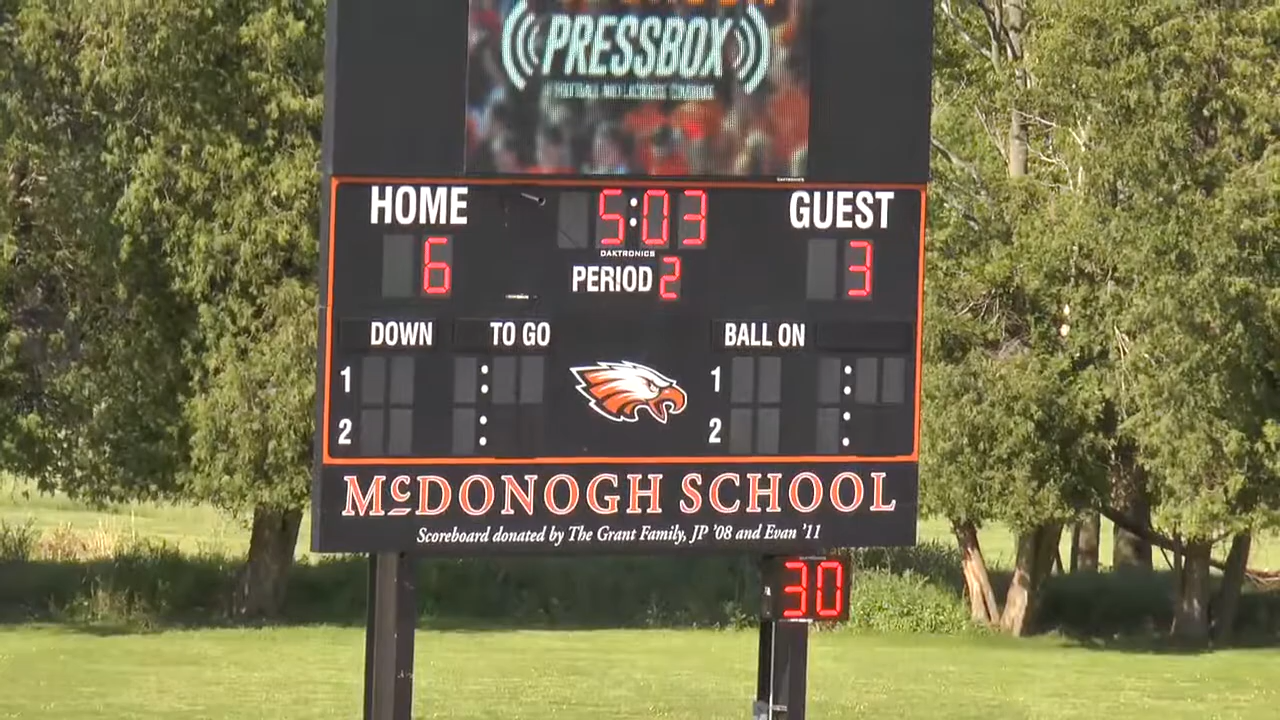 PRESSBOX
HOME 5:03 GUEST
DAKTRONICS
6 PERIOD 2 3
DOWN TO GO BALL ON
1 : 1 :
2 : 2 :
McDONOGH SCHOOL
Scoreboard donated by The Grant Family, JP '08 and Evan '11
30